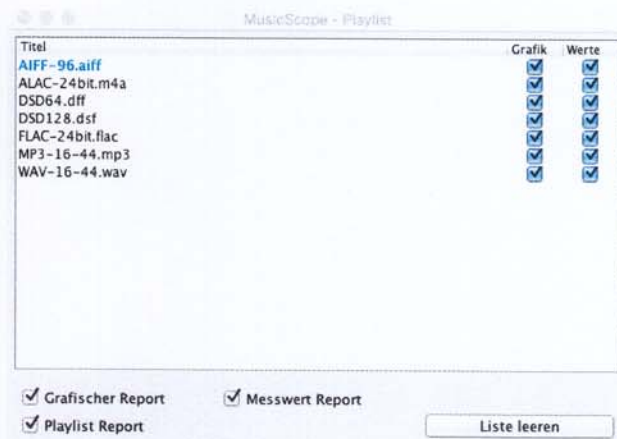 MusicScope - Playlist
Titel Grafik Werte
AIFF-96.aiff
ALAC-24bit.m4a
DSD64.dff
DSD128.dsf
FLAC-24bit.flac
MP3-16-44.mp3
WAV-16-44.wav
Grafischer Report Messwert Report
Playlist Report Liste leeren